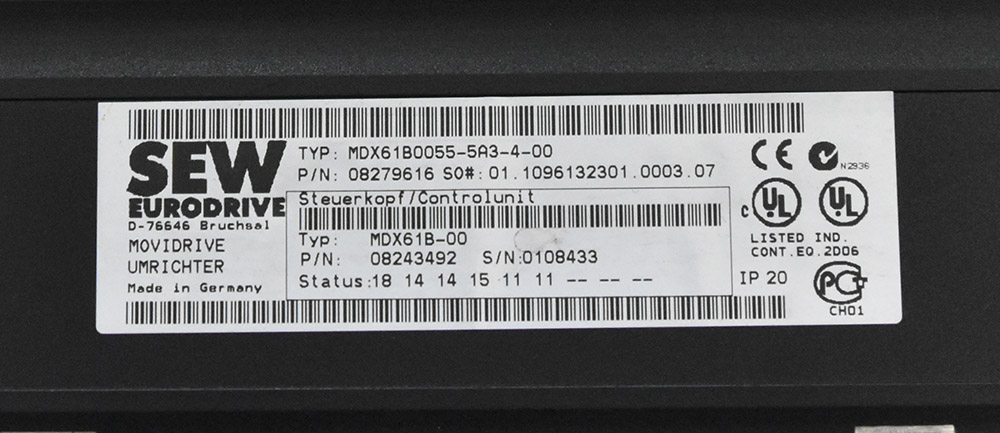 SEW
EURODRIVE
D-76646 Bruchsal
MOVIDRIVE
UMRICHTER
Made in Germany
TYP: MDX61B0055-5A3-4-00
P/N: 08279616 SO#: 01.1096132301.0003.07
Steuerkopf/Controlunit
Typ: MDX61B-00
P/N: 08243492 S/N:0108433
Status:18 14 14 15 11 11 -- -- --
CE
N2936
C UL UL
LISTED IND.
CONT.EQ.2D06
IP 20
PC
CH01